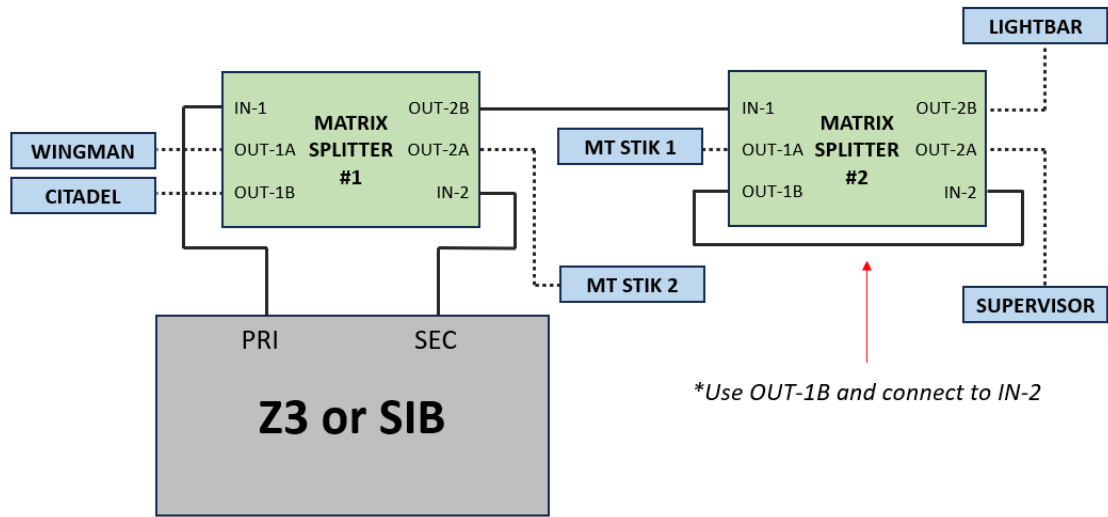 LIGHTBAR
IN-1
OUT-2B
MATRIX
SPLITTER
#1
OUT-1A
OUT-2A
OUT-1B
IN-2
WINGMAN
CITADEL
IN-1
OUT-2B
MATRIX
SPLITTER
#2
OUT-1A
OUT-2A
OUT-1B
IN-2
MT STIK 1
MT STIK 2
SUPERVISOR
PRI
SEC
Z3 or SIB
*Use OUT-1B and connect to IN-2